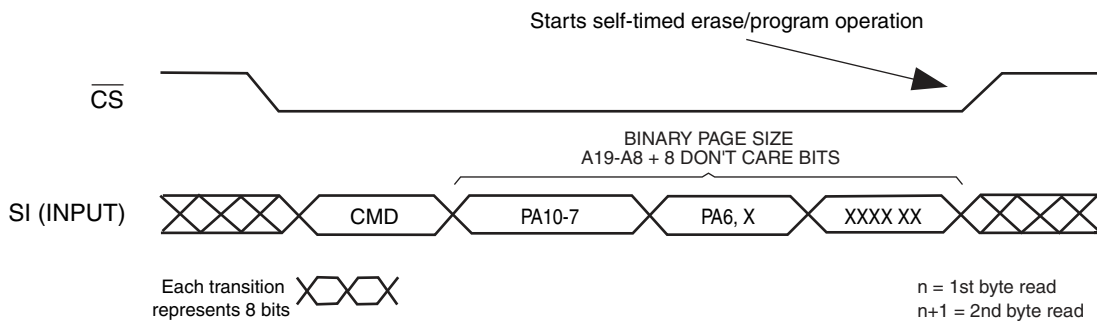 Starts self-timed erase/program operation
CS
BINARY PAGE SIZE
A19-A8 + 8 DON'T CARE BITS
SI (INPUT)
CMD
PA10-7
PA6, X
XXXX XX
Each transition
represents 8 bits
n = 1st byte read
n+1 = 2nd byte read